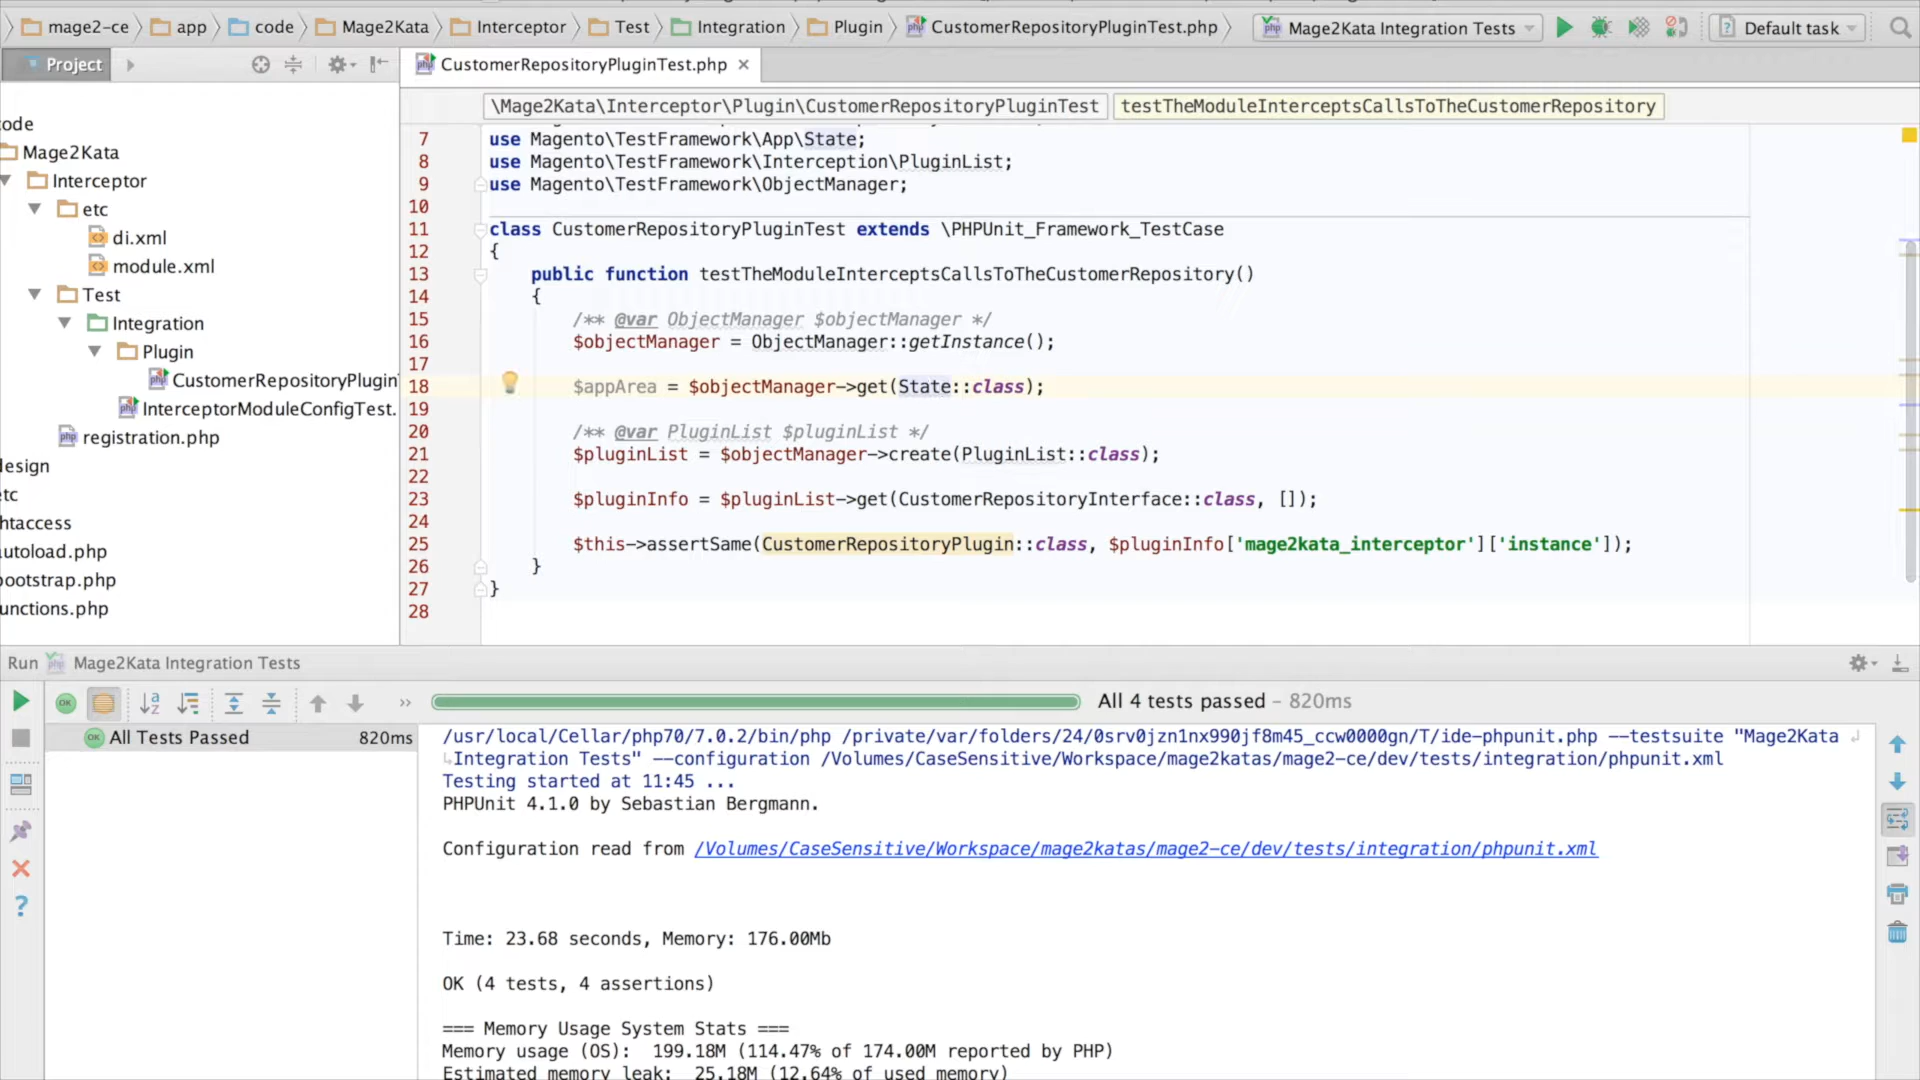 mage2-ce app code Mage2Kata Interceptor Test Integration Plugin CustomerRepositoryPluginTest.php Mage2Kata Integration Tests Default task
Project
CustomerRepositoryPluginTest.php
\Mage2Kata\Interceptor\Plugin\CustomerRepositoryPluginTest testTheModuleInterceptsCallsToTheCustomerRepository
ode
Mage2Kata
Interceptor
etc
di.xml
module.xml
Test
Integration
Plugin
CustomerRepositoryPlugin
InterceptorModuleConfigTest.
registration.php
esign
tc
htaccess
utoload.php
ootstrap.php
unctions.php
7 use Magento\TestFramework\App\State;
8 use Magento\TestFramework\Interception\PluginList;
9 use Magento\TestFramework\ObjectManager;
10
11 class CustomerRepositoryPluginTest extends \PHPUnit_Framework_TestCase
12 {
13 public function testTheModuleInterceptsCallsToTheCustomerRepository()
14 {
15 /** @var ObjectManager $objectManager */
16 $objectManager = ObjectManager::getInstance();
17
18 $appArea = $objectManager->get(State::class);
19
20 /** @var PluginList $pluginList */
21 $pluginList = $objectManager->create(PluginList::class);
22
23 $pluginInfo = $pluginList->get(CustomerRepositoryInterface::class, []);
24
25 $this->assertSame(CustomerRepositoryPlugin::class, $pluginInfo['mage2kata_interceptor']['instance']);
26 }
27 }
28
Run Mage2Kata Integration Tests
All 4 tests passed – 820ms
OK All Tests Passed 820ms
/usr/local/Cellar/php70/7.0.2/bin/php /private/var/folders/24/0srv0jzn1nx990jf8m45_ccw0000gn/T/ide-phpunit.php --testsuite "Mage2Kata
Integration Tests" --configuration /Volumes/CaseSensitive/Workspace/mage2katas/mage2-ce/dev/tests/integration/phpunit.xml
Testing started at 11:45 ...
PHPUnit 4.1.0 by Sebastian Bergmann.
Configuration read from /Volumes/CaseSensitive/Workspace/mage2katas/mage2-ce/dev/tests/integration/phpunit.xml
Time: 23.68 seconds, Memory: 176.00Mb
OK (4 tests, 4 assertions)
=== Memory Usage System Stats ===
Memory usage (OS): 199.18M (114.47% of 174.00M reported by PHP)
Estimated memory leak: 25.18M (12.64% of used memory)